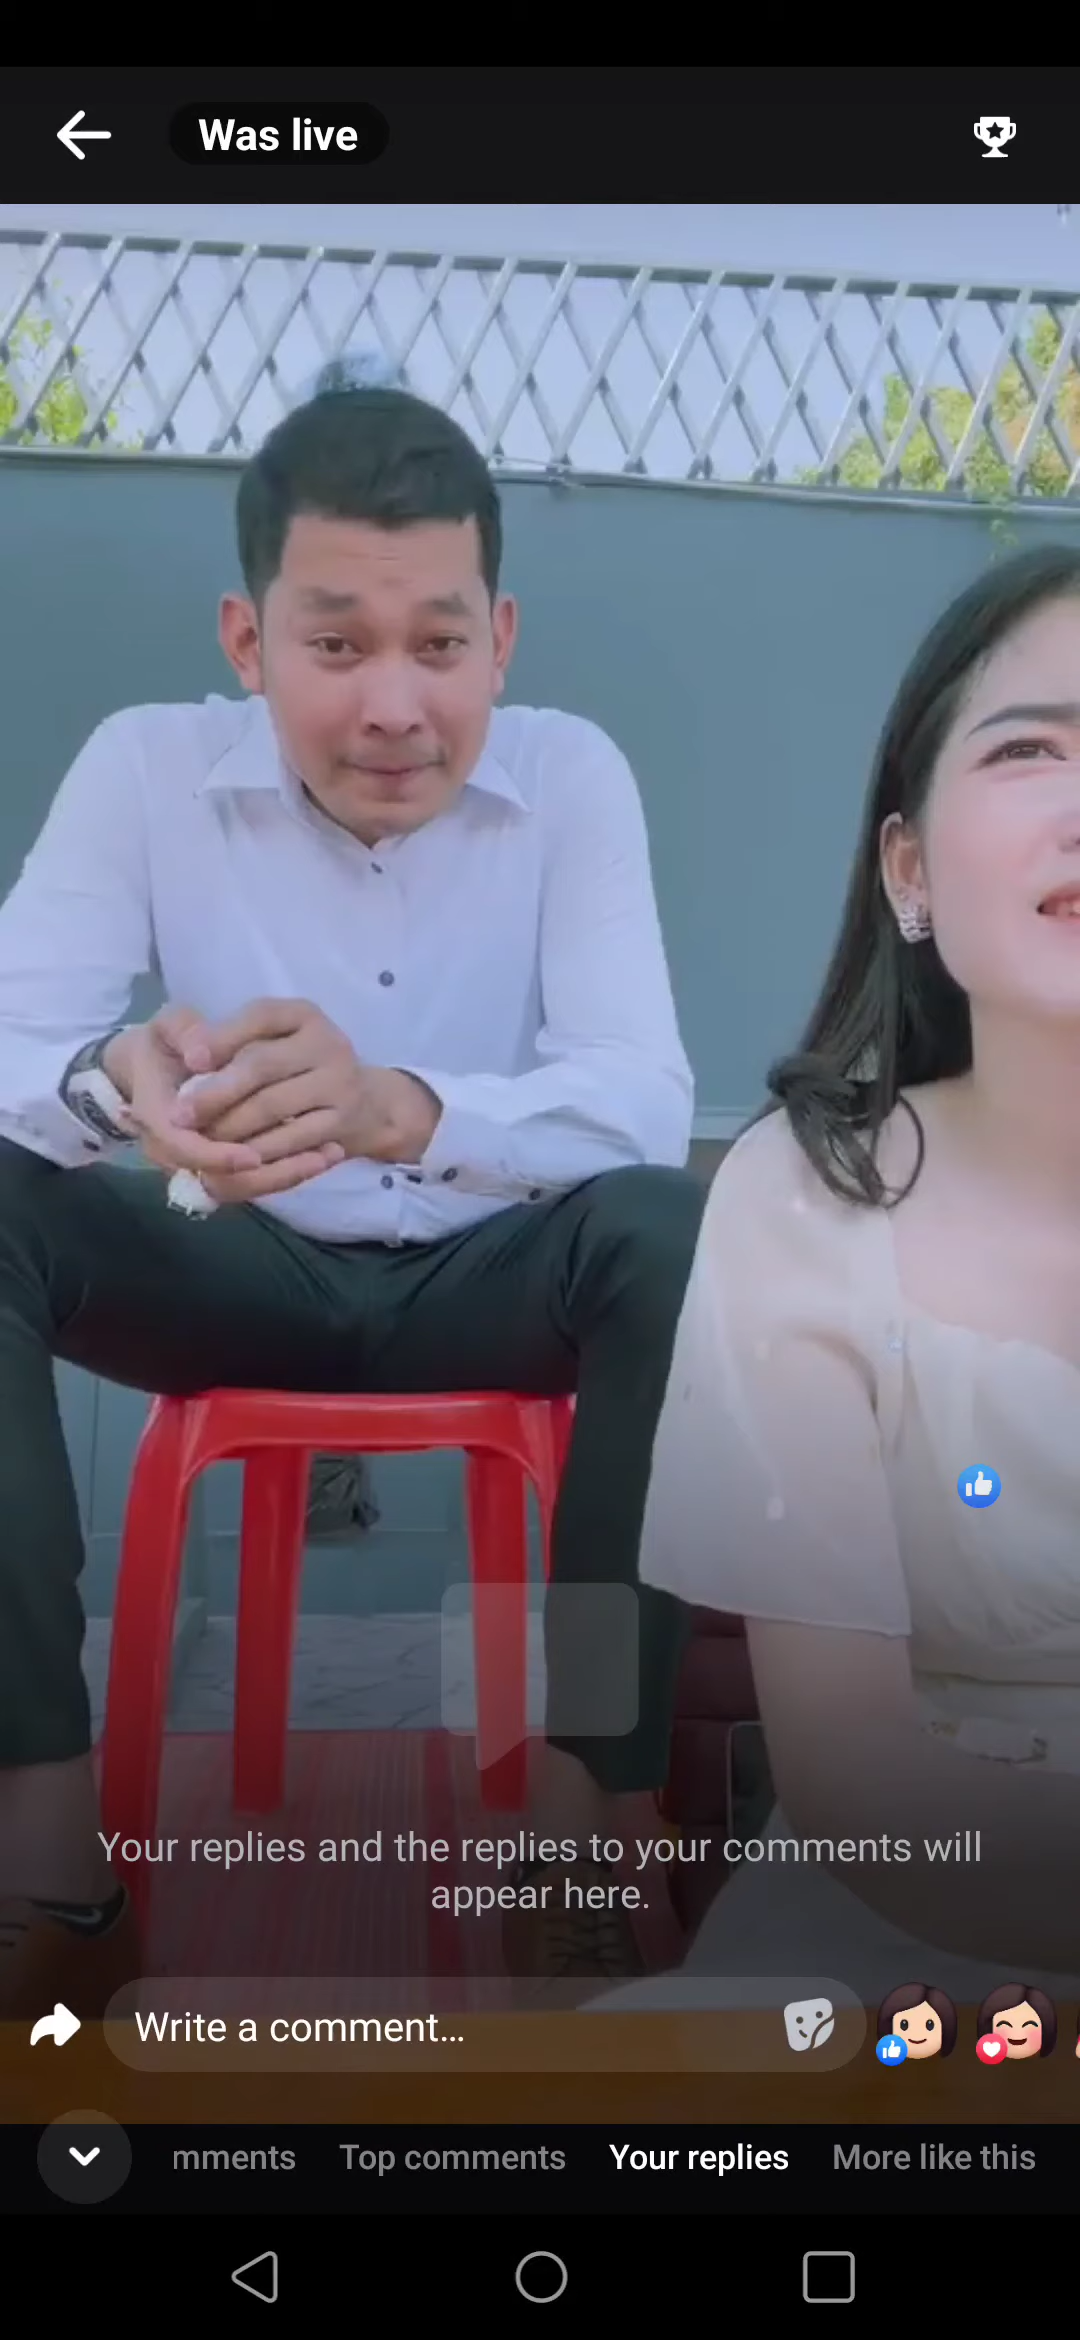 Was live
Your replies and the replies to your comments will
appear here.
Write a comment...
mments
Top comments
Your replies
More like this